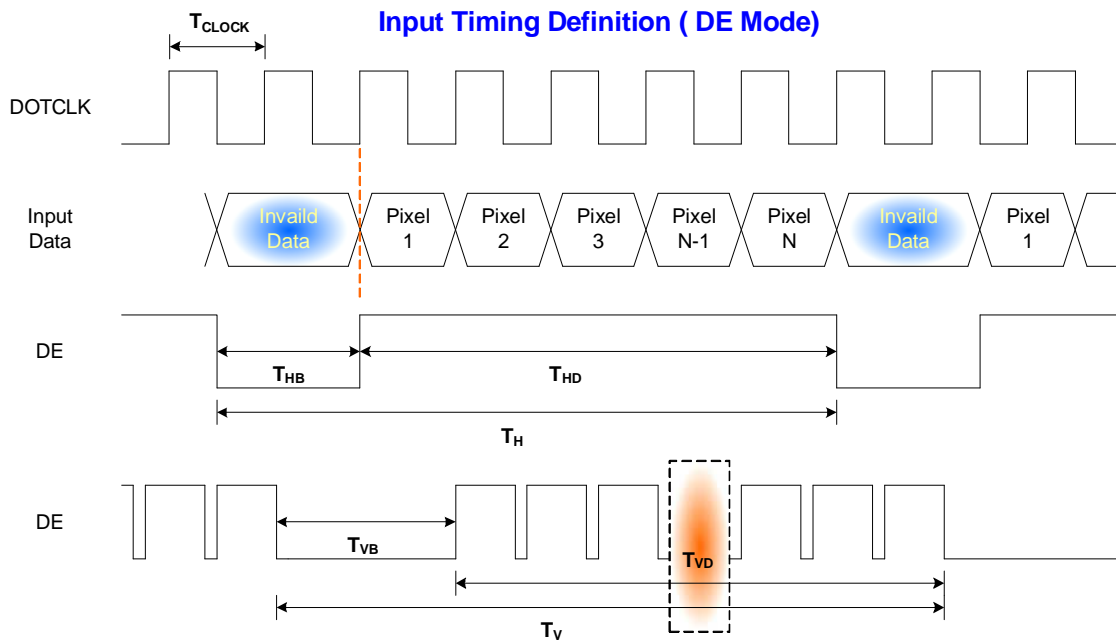 Input Timing Definition ( DE Mode)
TCLOCK
DOTCLK
Input
Data
Invaild
Data
Pixel
1
Pixel
2
Pixel
3
Pixel
N-1
Pixel
N
Invaild
Data
Pixel
1
DE
THB
THD
TH
DE
TVB
TVD
TV